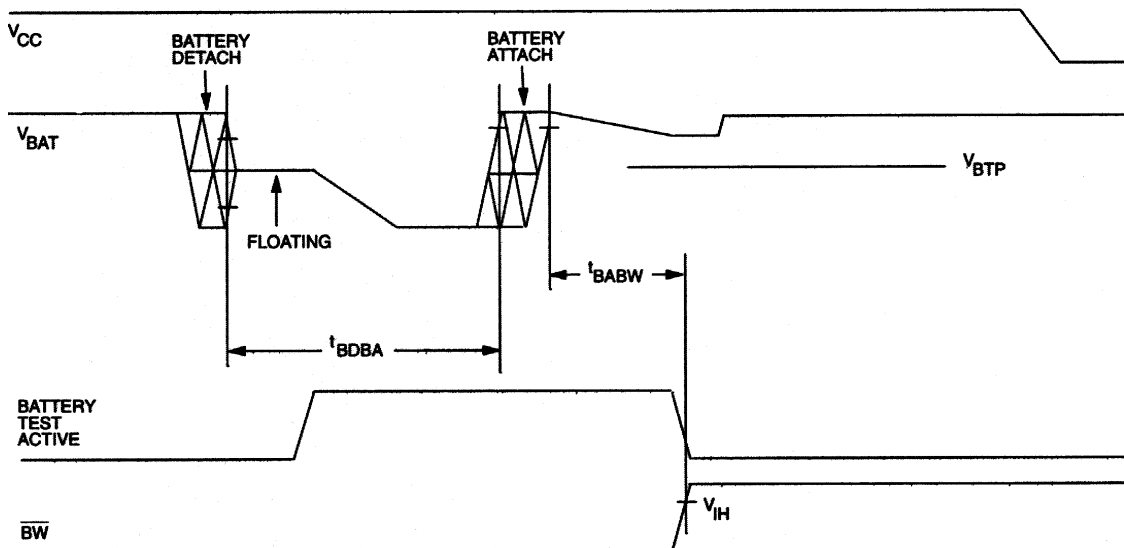 VCC
BATTERY
DETACH
BATTERY
ATTACH
VBAT
VBTP
FLOATING
tBABW
tBDBA
BATTERY
TEST
ACTIVE
VIH
BW